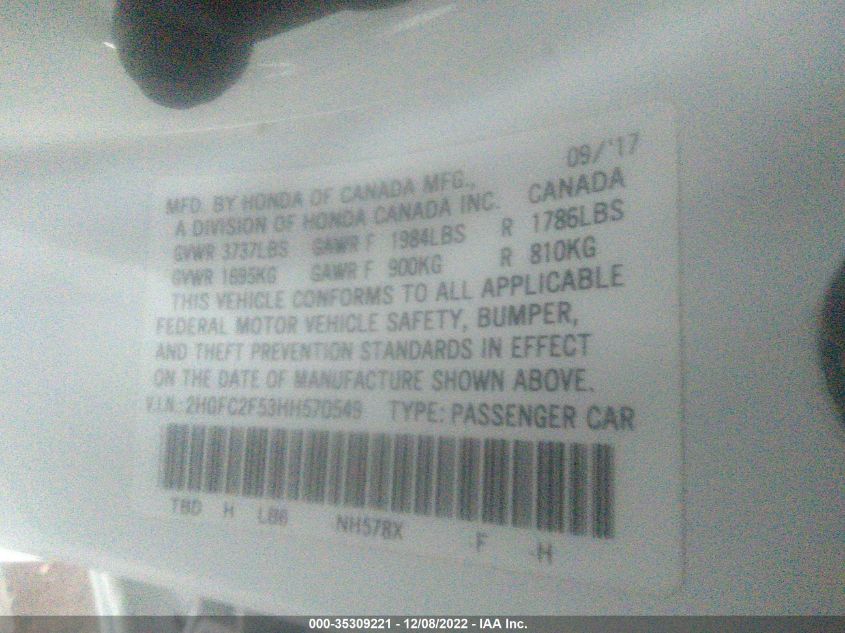 09/'17
MFD. BY HONDA OF CANADA MFG.,
A DIVISION OF HONDA CANADA INC. CANADA
GVWR 3737LBS GAWR F 1984LBS R 1786LBS
GVWR 1695KG GAWR F 900KG R 810KG
THIS VEHICLE CONFORMS TO ALL APPLICABLE
FEDERAL MOTOR VEHICLE SAFETY, BUMPER,
AND THEFT PREVENTION STANDARDS IN EFFECT
ON THE DATE OF MANUFACTURE SHOWN ABOVE.
V.I.N.: 2HGFC2F53HH570549 TYPE: PASSENGER CAR
TBD H LB6 NH578X F -H
000-35309221 - 12/08/2022 - IAA Inc.